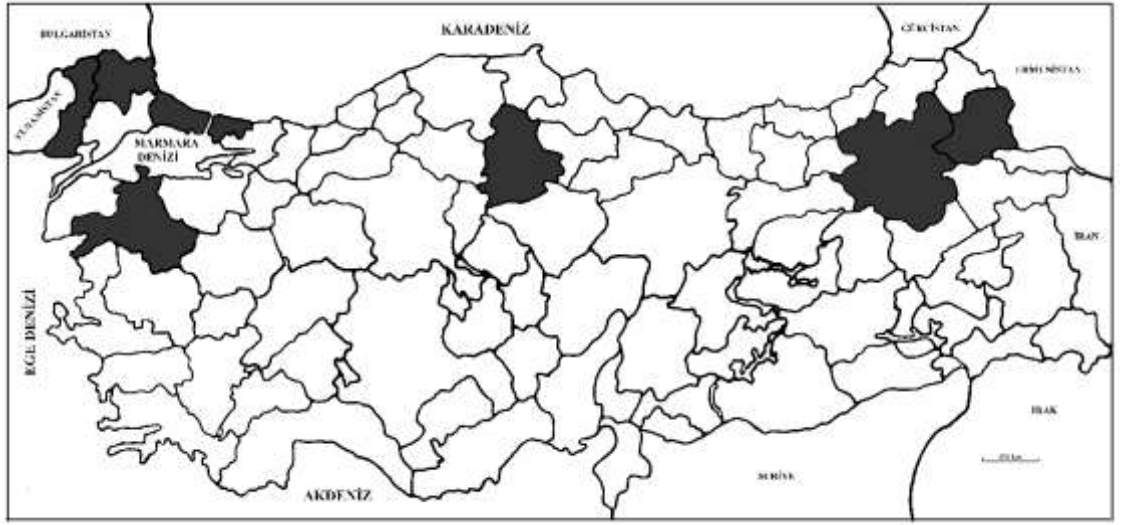 BULGARİSTAN
KARADENİZ
GÜRCİSTAN
ERMENİSTAN
YUNANİSTAN
MARMARA
DENİZİ
İRAN
EGE DENİZİ
IRAK
AKDENİZ
SURİYE